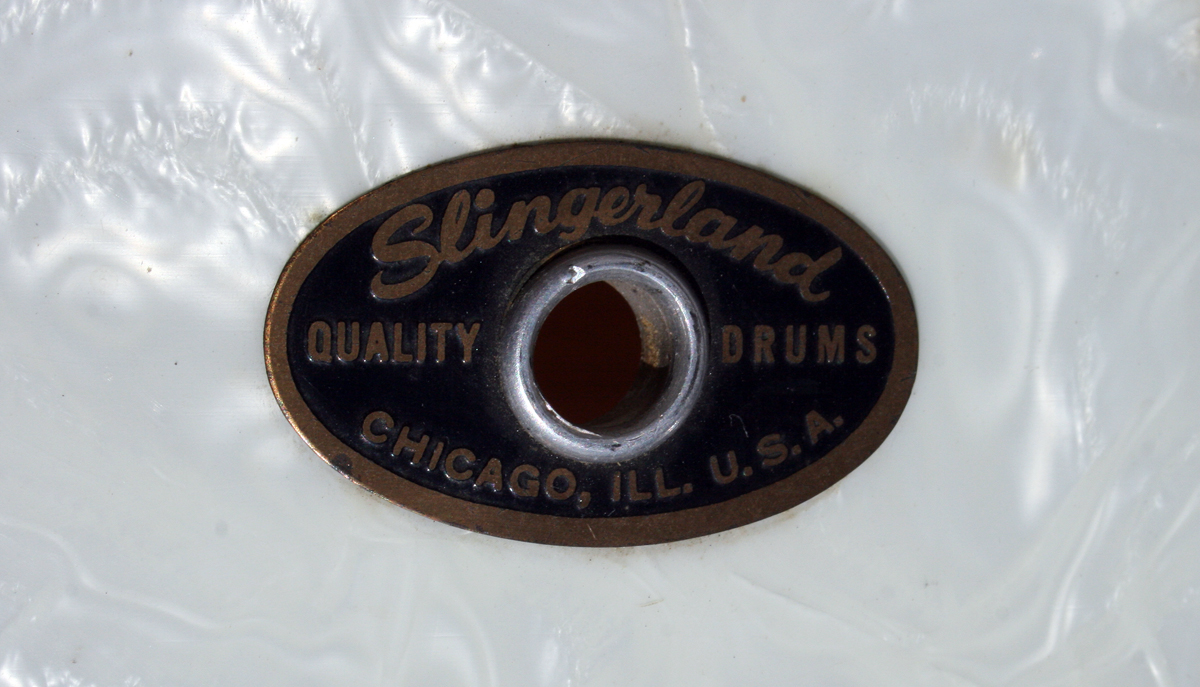 Slingerland
QUALITY DRUMS
CHICAGO, ILL. U.S.A.